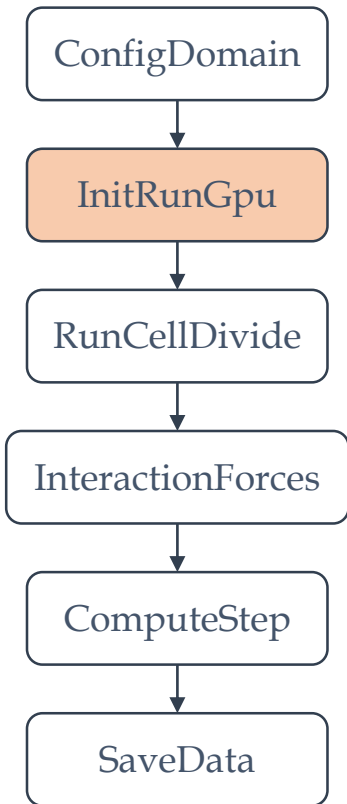 ConfigDomain
InitRunGpu
RunCellDivide
InteractionForces
ComputeStep
SaveData